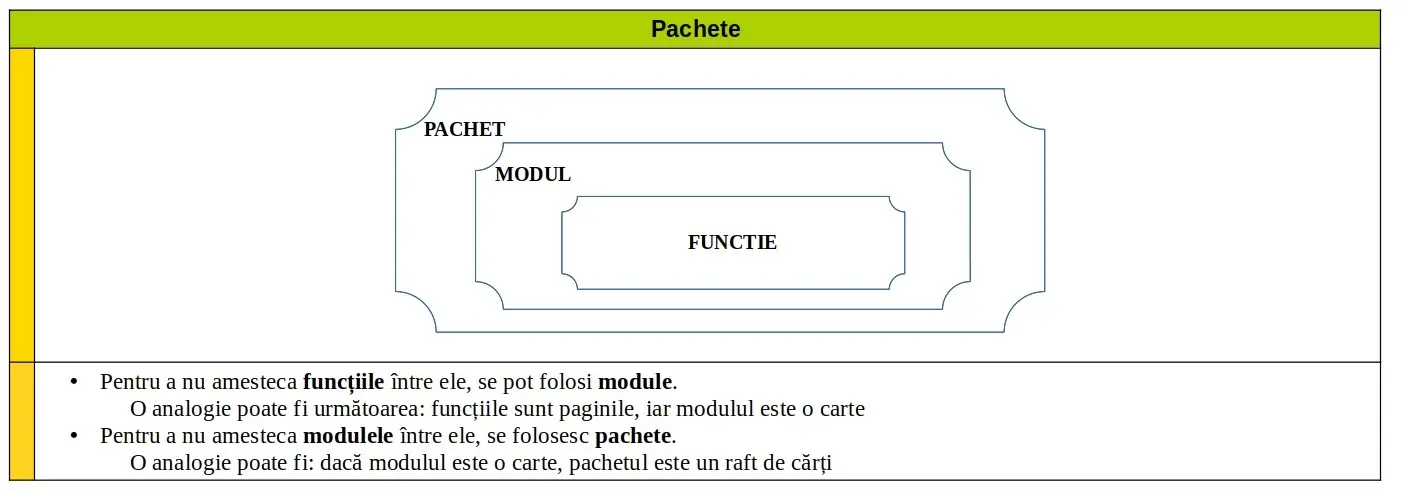 Pachete
PACHET
MODUL
FUNCTIE
• Pentru a nu amesteca funcțiile între ele, se pot folosi module.
O analogie poate fi următoarea: funcțiile sunt paginile, iar modulul este o carte
• Pentru a nu amesteca modulele între ele, se folosesc pachete.
O analogie poate fi: dacă modulul este o carte, pachetul este un raft de cărți